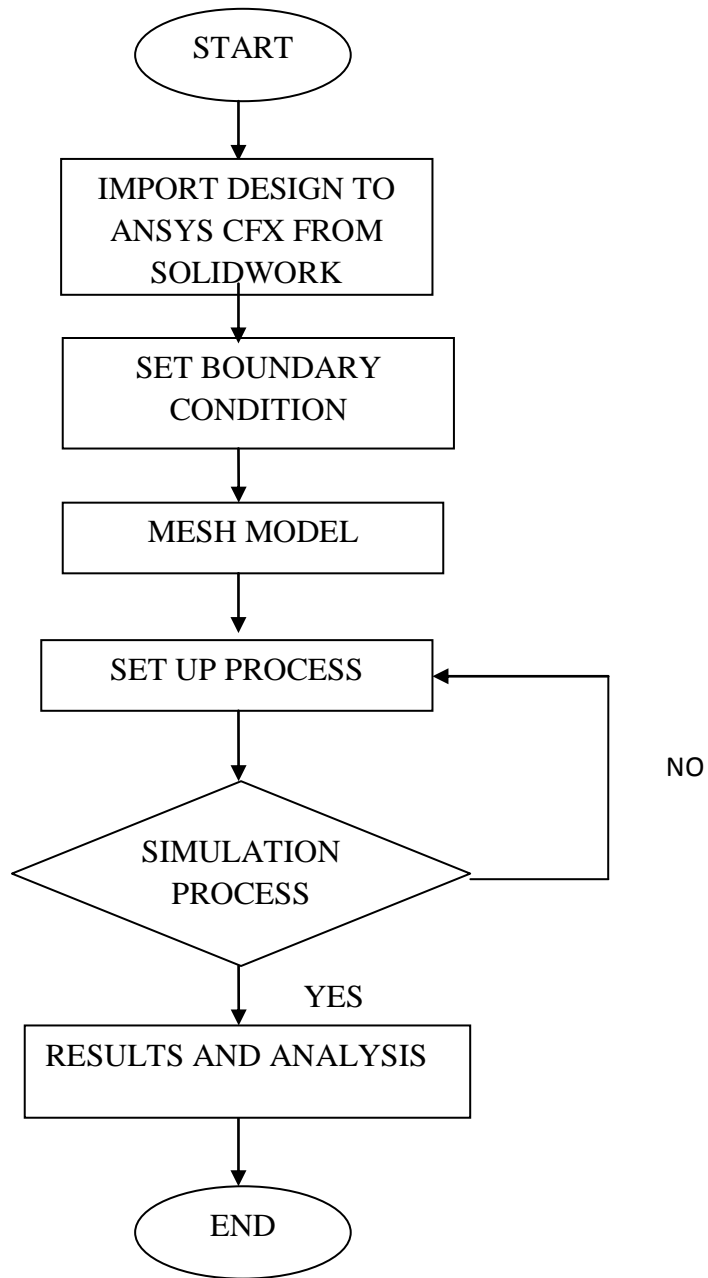 START
IMPORT DESIGN TO
ANSYS CFX FROM
SOLIDWORK
SET BOUNDARY
CONDITION
MESH MODEL
SET UP PROCESS
NO
SIMULATION
PROCESS
YES
RESULTS AND ANALYSIS
END